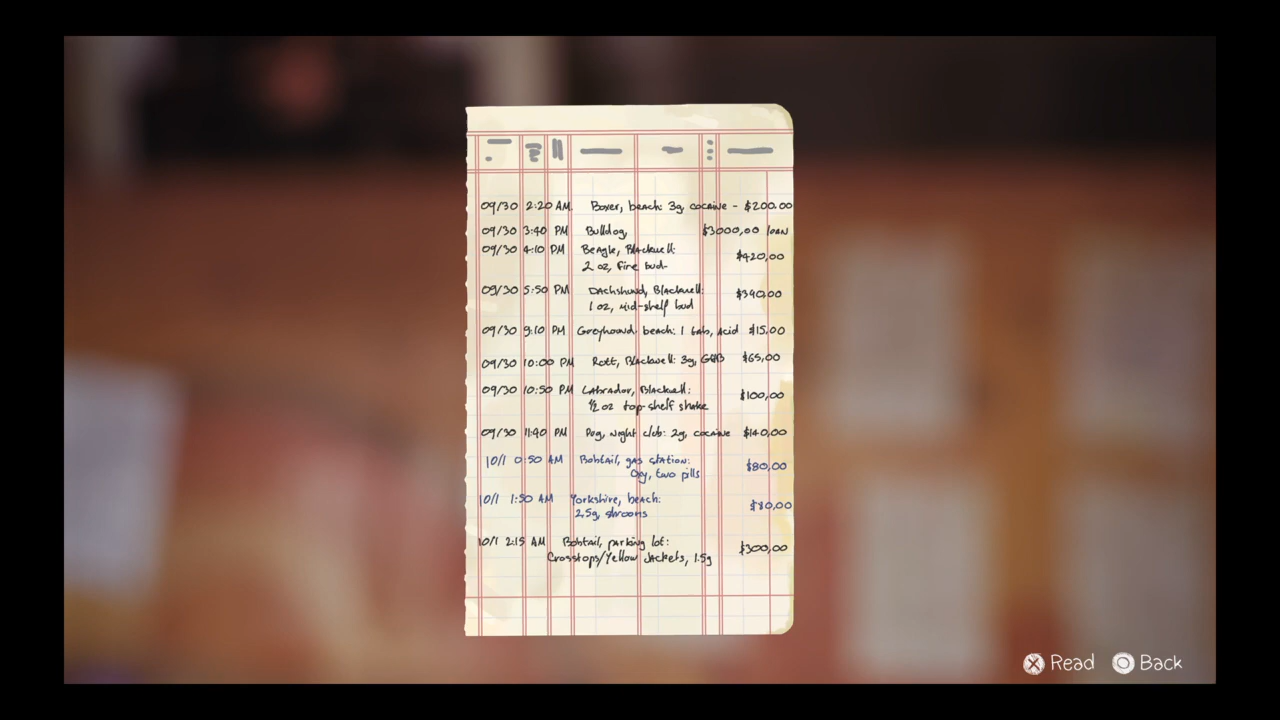 09/30 2:20 AM. Boxer, beach: 3g, cocaine - $200.00
09/30 3:40 PM Bulldog, $3000,00 loan
09/30 4:10 PM Beagle, Blackwell: $420,00
2 oz, fine bud-
09/30 5:50 PM Dachshund, Blackwell: $340,00
1 oz, mid-shelf bud
09/30 9:10 PM Greyhound beach: 1 tab, Acid $15.00
09/30 10:00 PM Rott, Blackwell: 3g, GHB $65,00
09/30 10:50 PM Labrador, Blackwell: $100,00
1/2 oz top-shelf shake
09/30 11:40 PM Pug, night club: 2g, cocaine $140,00
10/1 0:50 AM Bobtail, gas station: $80,00
Oxy, two pills
10/1 1:50 AM Yorkshire, beach: $80,00
2,5g, shrooms
10/1 2:15 AM Bobtail, parking lot: $300,00
Crosstops/Yellow Jackets, 1.5g
Read Back